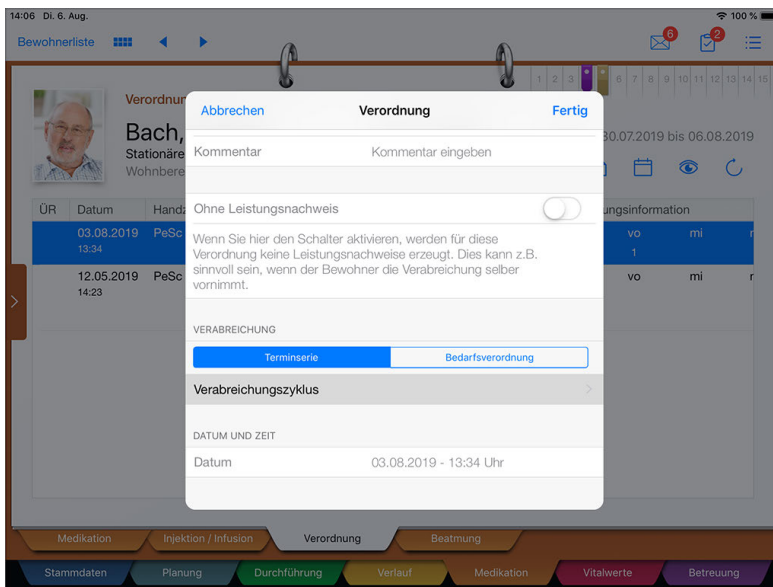 14:06 Di. 6. Aug.
100 %
Bewohnerliste
6
2
1 2 3 6 7 8 9 10 11 12 13 14 15
Verordnun
Abbrechen
Verordnung
Fertig
Bach,
30.07.2019 bis 06.08.2019
Stationäre
Kommentar
Kommentar eingeben
Wohnbere
ÜR
Datum
Handz
Ohne Leistungsnachweis
ungsinformation
03.08.2019
PeSc
vo
mi
13:34
1
Wenn Sie hier den Schalter aktivieren, werden für diese
Verordnung keine Leistungsnachweise erzeugt. Dies kann z.B.
sinnvoll sein, wenn der Bewohner die Verabreichung selber
vornimmt.
12.05.2019
PeSc
vo
mi
14:23
VERABREICHUNG
Terminserie
Bedarfsverordnung
Verabreichungszyklus
DATUM UND ZEIT
Datum
03.08.2019 - 13:34 Uhr
Medikation
Injektion / Infusion
Verordnung
Beatmung
Stammdaten
Planung
Durchführung
Verlauf
Medikation
Vitalwerte
Betreuung